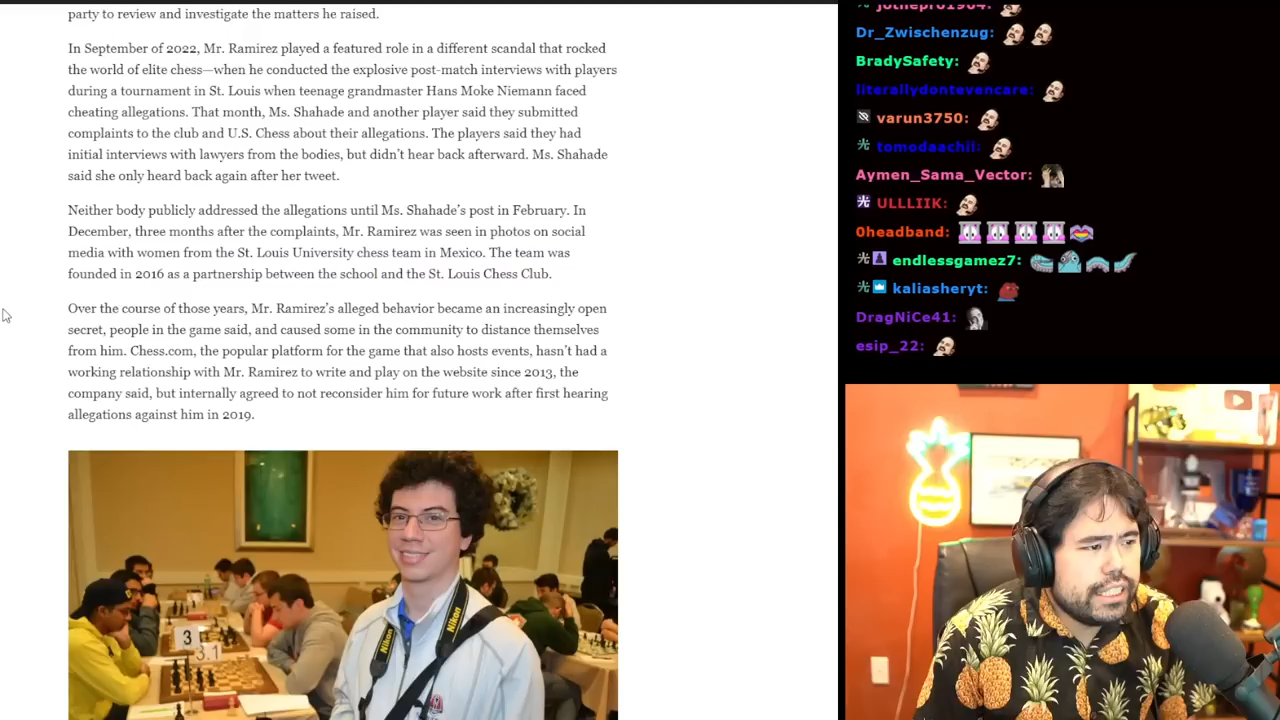 party to review and investigate the matters he raised.
In September of 2022, Mr. Ramirez played a featured role in a different scandal that rocked
the world of elite chess—when he conducted the explosive post-match interviews with players
during a tournament in St. Louis when teenage grandmaster Hans Moke Niemann faced
cheating allegations. That month, Ms. Shahade and another player said they submitted
complaints to the club and U.S. Chess about their allegations. The players said they had
initial interviews with lawyers from the bodies, but didn't hear back afterward. Ms. Shahade
said she only heard back again after her tweet.
Neither body publicly addressed the allegations until Ms. Shahade's post in February. In
December, three months after the complaints, Mr. Ramirez was seen in photos on social
media with women from the St. Louis University chess team in Mexico. The team was
founded in 2016 as a partnership between the school and the St. Louis Chess Club.
Over the course of those years, Mr. Ramirez's alleged behavior became an increasingly open
secret, people in the game said, and caused some in the community to distance themselves
from him. Chess.com, the popular platform for the game that also hosts events, hasn't had a
working relationship with Mr. Ramirez to write and play on the website since 2013, the
company said, but internally agreed to not reconsider him for future work after first hearing
allegations against him in 2019.
3
3.1
Nikon
Nikon
Dr_Zwischenzug:
BradySafety:
literallydontevencare:
varun3750:
tomodaachii:
Aymen_Sama_Vector:
光 ULLLIIK:
0headband:
光 endlessgamez7:
光 kaliasheryt:
DragNiCe41:
esip_22: